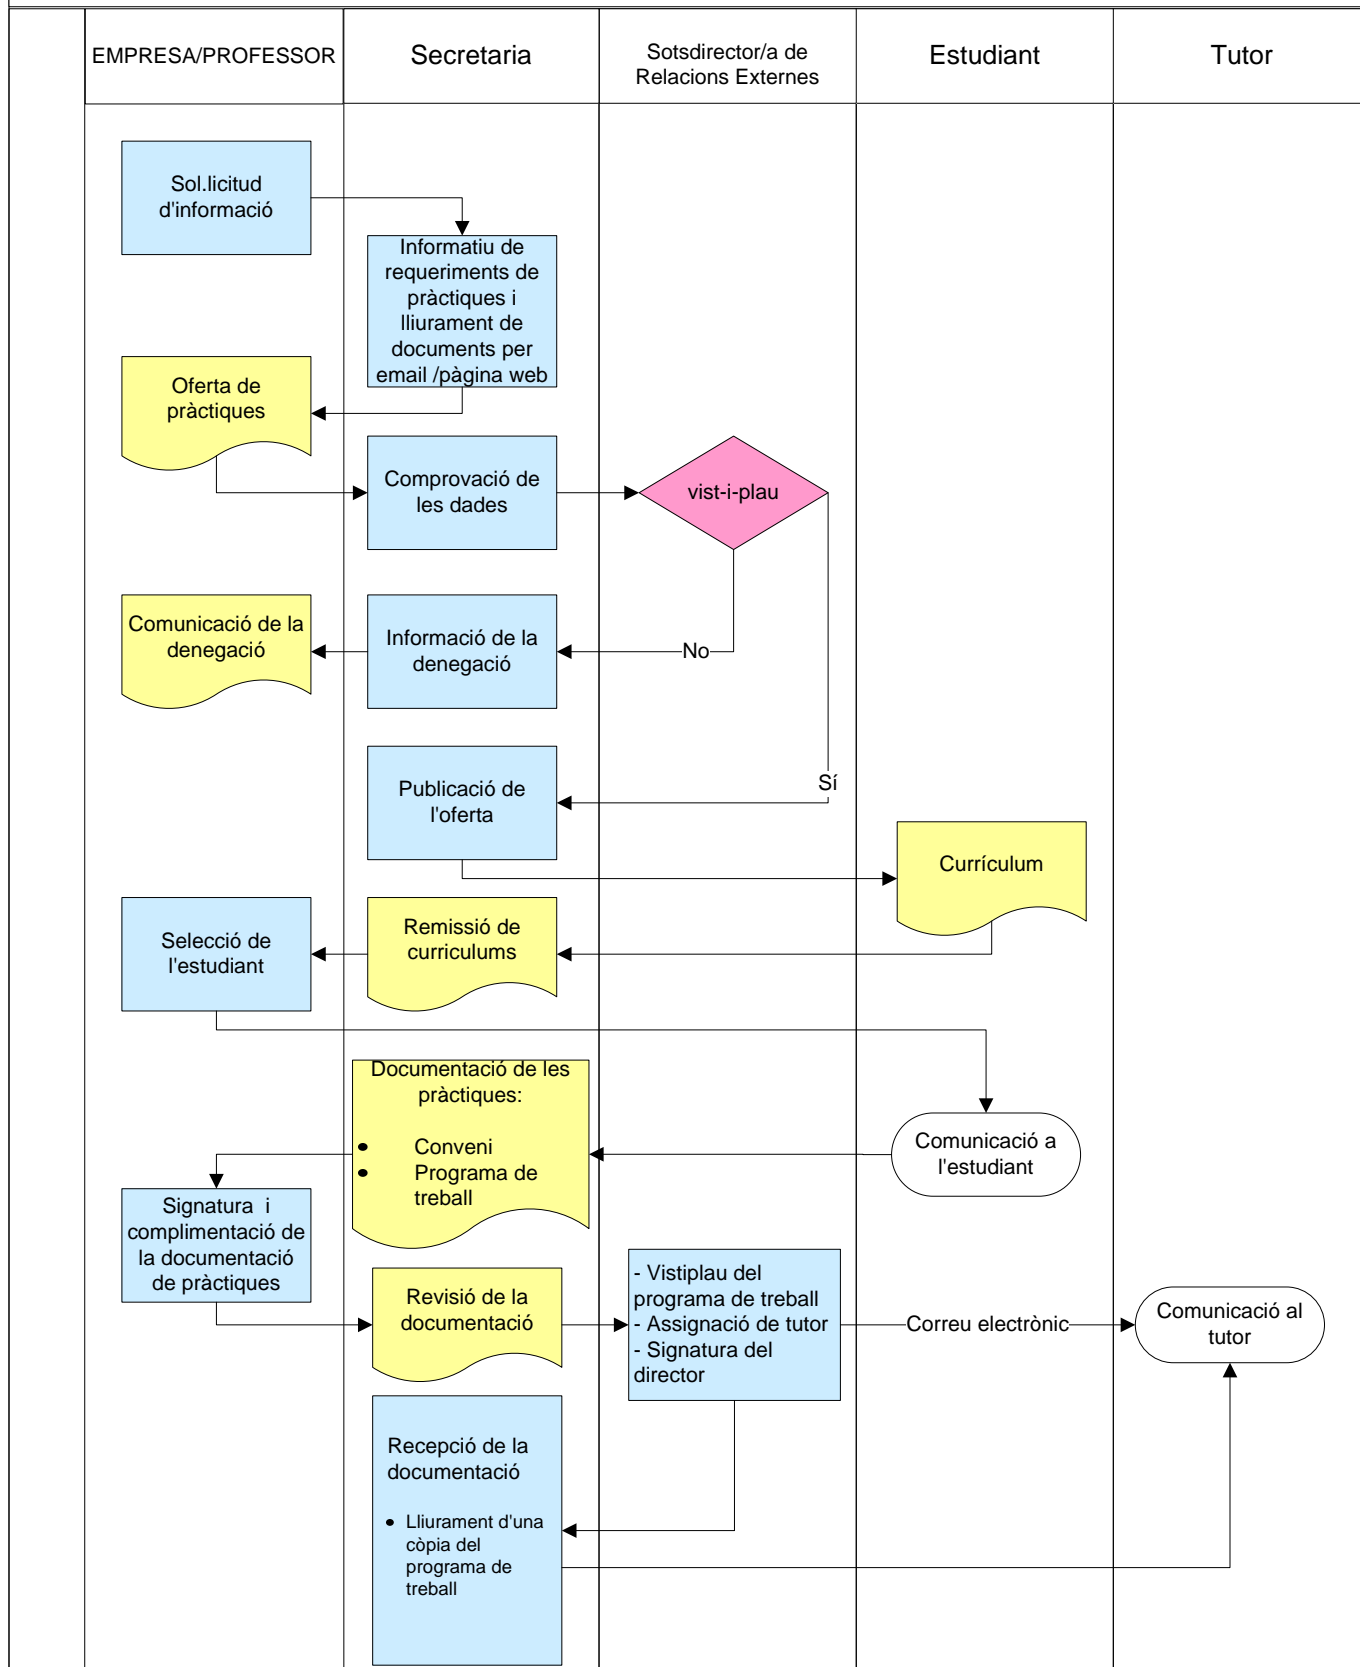 EMPRESA/PROFESSOR
Secretaria
Sotsdirector/a de
Relacions Externes
Estudiant
Tutor
Sol.licitud
d'informació
Informatiu de
requeriments de
pràctiques i
lliurament de
documents per
email /pàgina web
Oferta de
pràctiques
Comprovació de
les dades
vist-i-plau
Comunicació de la
denegació
Informació de la
denegació
No
Sí
Publicació de
l'oferta
Currículum
Selecció de
l'estudiant
Remissió de
curriculums
Documentació de les
pràctiques:
• Conveni
• Programa de
treball
Comunicació a
l'estudiant
Signatura i
complimentació de
la documentació
de pràctiques
Revisió de la
documentació
- Vistiplau del
programa de treball
- Assignació de tutor
- Signatura del
director
Correu electrònic
Comunicació al
tutor
Recepció de la
documentació
• Lliurament d'una
còpia del
programa de
treball